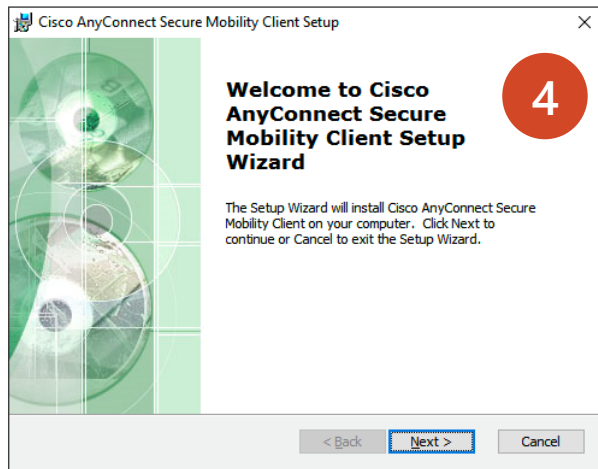 Cisco AnyConnect Secure Mobility Client Setup
Welcome to Cisco
AnyConnect Secure
Mobility Client Setup
Wizard
4
The Setup Wizard will install Cisco AnyConnect Secure
Mobility Client on your computer. Click Next to
continue or Cancel to exit the Setup Wizard.
< Back
Next >
Cancel